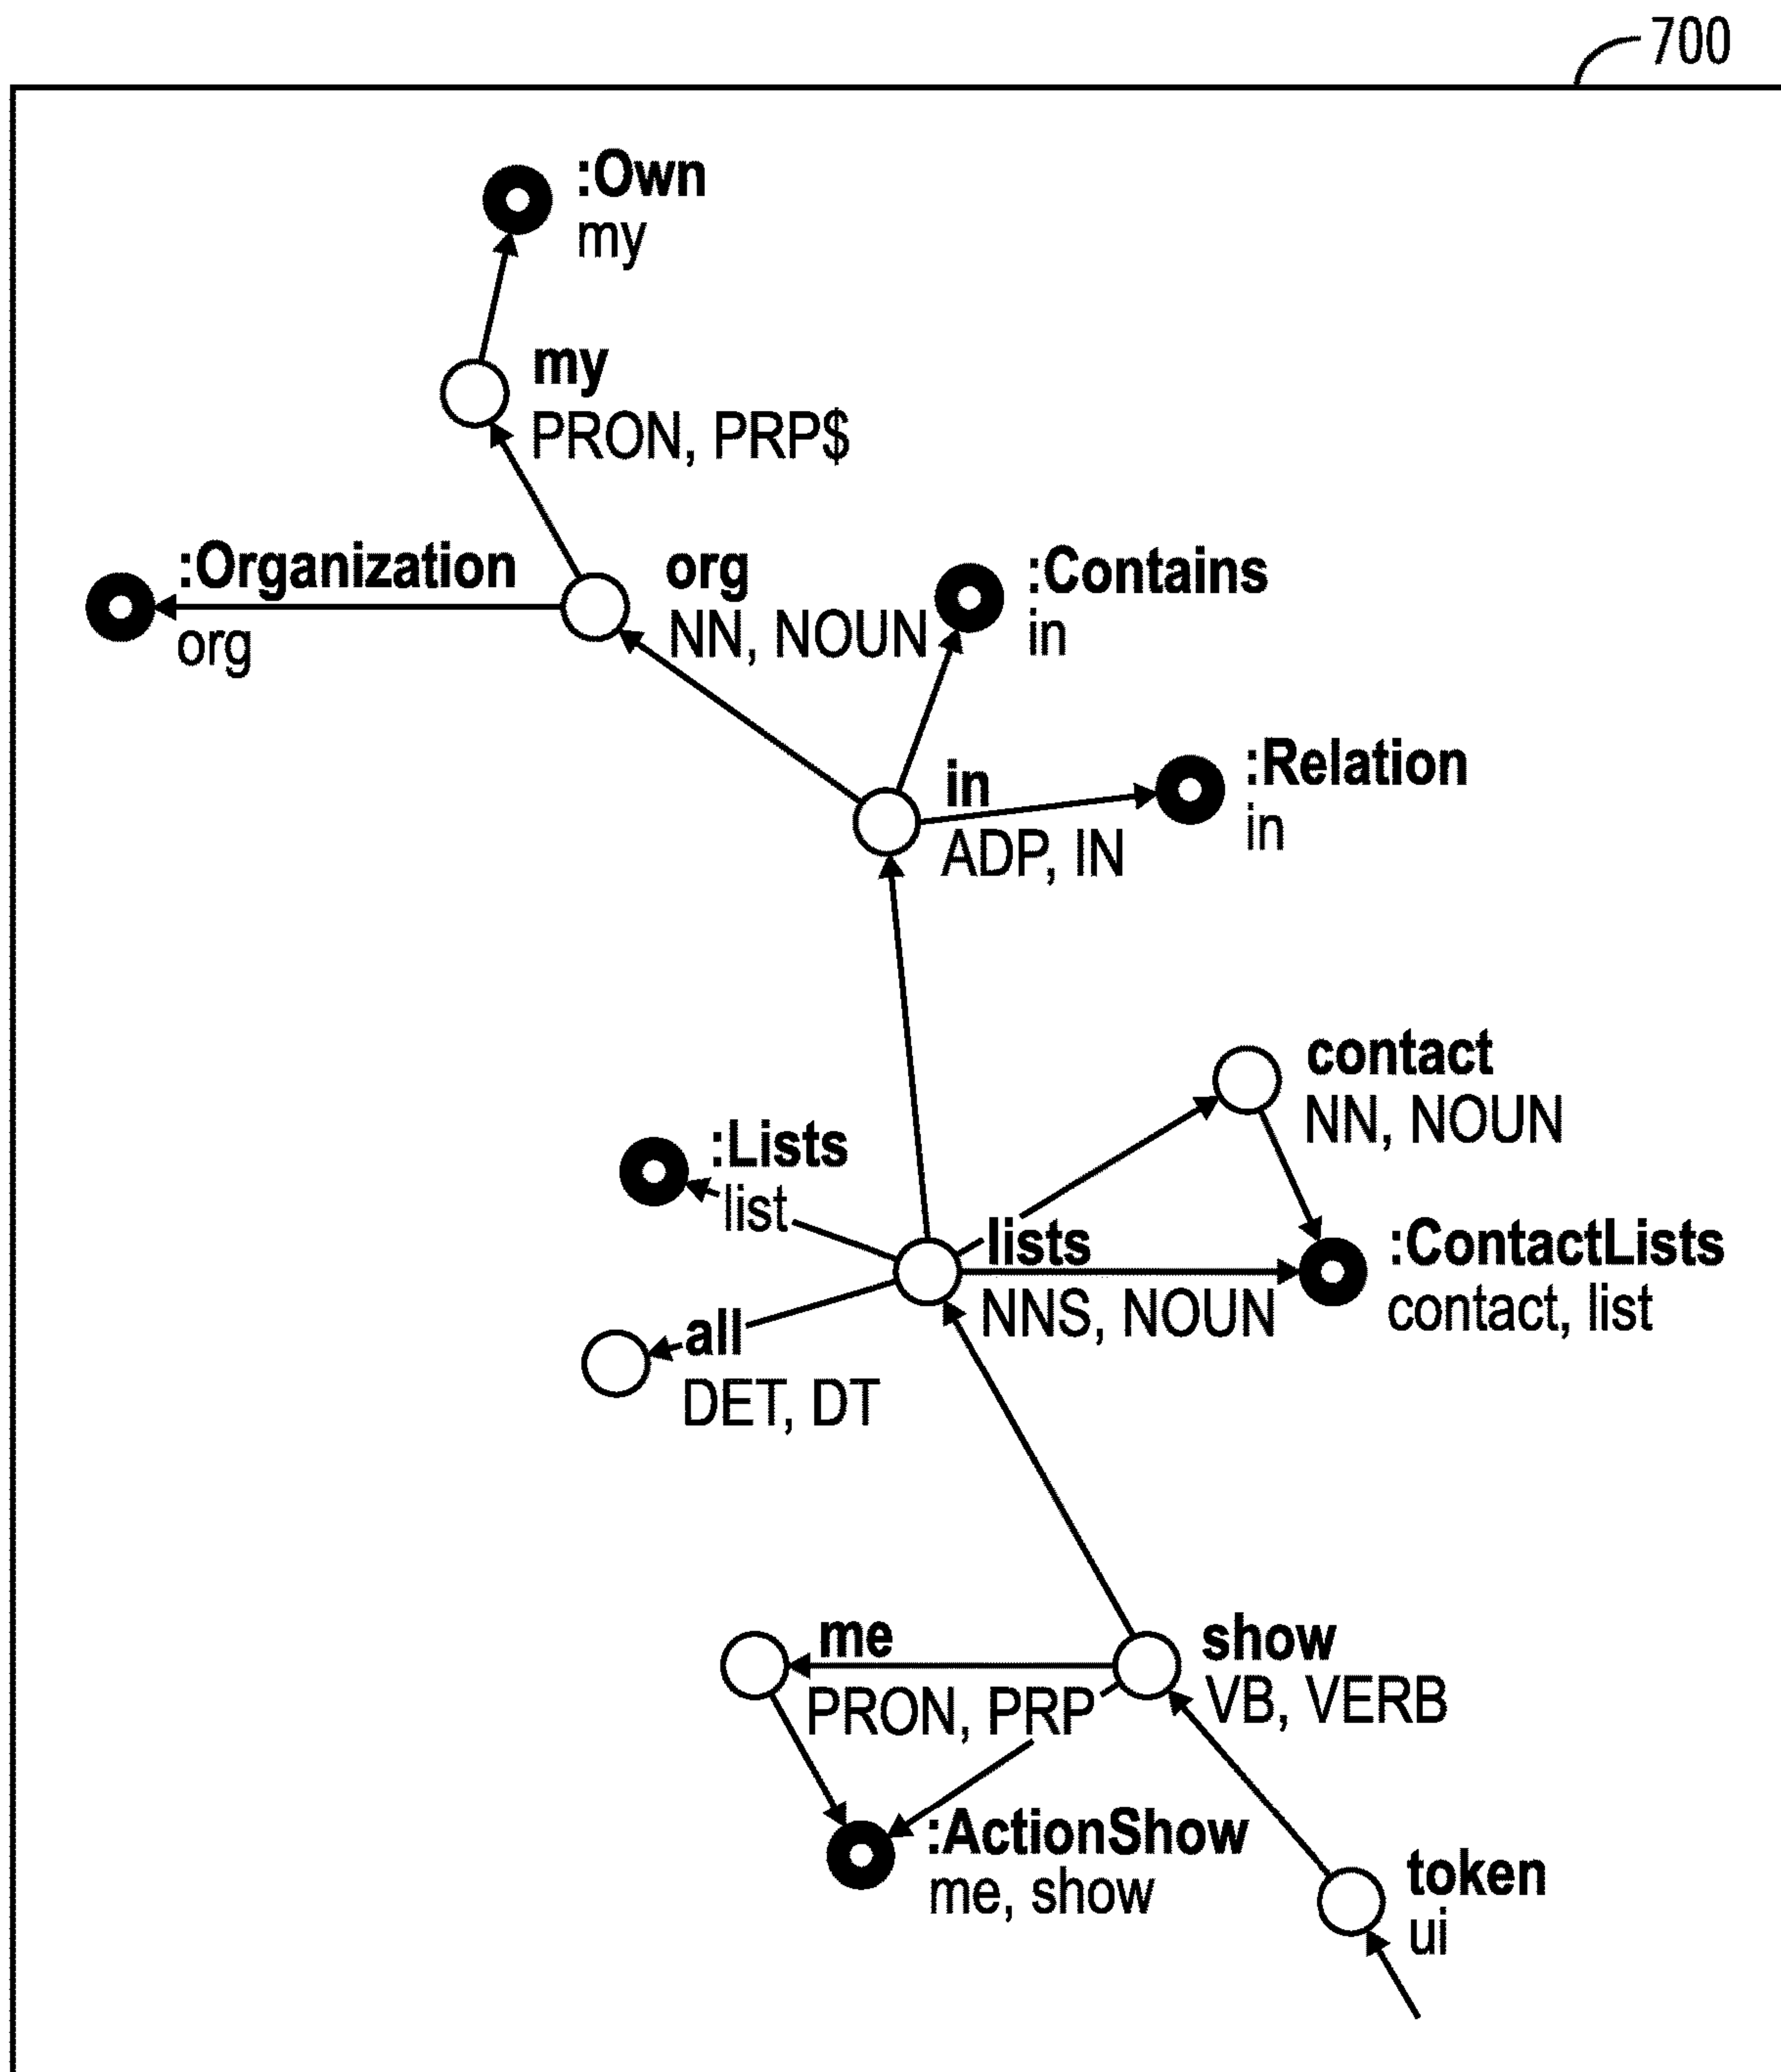 700
:Own
my
my
PRON, PRP$
:Organization
org
org
NN, NOUN
:Contains
in
in
ADP, IN
:Relation
in
contact
NN, NOUN
:Lists
list
lists
NNS, NOUN
:ContactLists
contact, list
all
DET, DT
me
PRON, PRP
show
VB, VERB
:ActionShow
me, show
token
ui